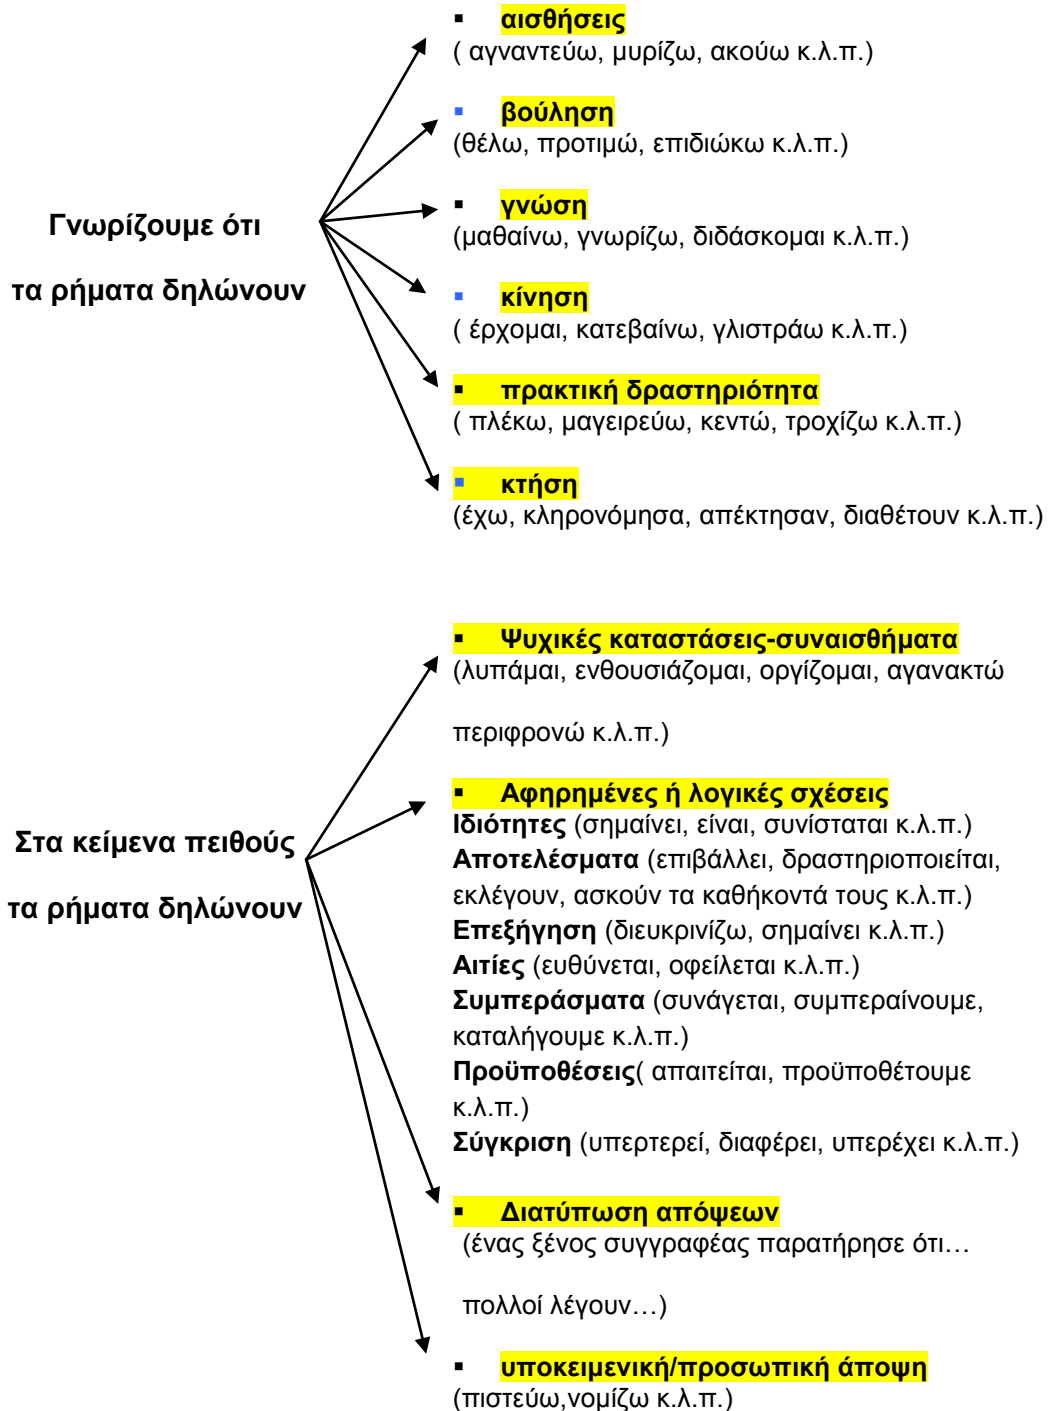 ▪ αισθήσεις
( αγναντεύω, μυρίζω, ακούω κ.λ.π.)
▪ βούληση
(θέλω, προτιμώ, επιδιώκω κ.λ.π.)
Γνωρίζουμε ότι
τα ρήματα δηλώνουν
▪ γνώση
(μαθαίνω, γνωρίζω, διδάσκομαι κ.λ.π.)
▪ κίνηση
( έρχομαι, κατεβαίνω, γλιστράω κ.λ.π.)
▪ πρακτική δραστηριότητα
( πλέκω, μαγειρεύω, κεντώ, τροχίζω κ.λ.π.)
▪ κτήση
(έχω, κληρονόμησα, απέκτησαν, διαθέτουν κ.λ.π.)
▪ Ψυχικές καταστάσεις-συναισθήματα
(λυπάμαι, ενθουσιάζομαι, οργίζομαι, αγανακτώ
περιφρονώ κ.λ.π.)
Στα κείμενα πειθούς
τα ρήματα δηλώνουν
▪ Αφηρημένες ή λογικές σχέσεις
Ιδιότητες (σημαίνει, είναι, συνίσταται κ.λ.π.)
Αποτελέσματα (επιβάλλει, δραστηριοποιείται,
εκλέγουν, ασκούν τα καθήκοντά τους κ.λ.π.)
Επεξήγηση (διευκρινίζω, σημαίνει κ.λ.π.)
Αιτίες (ευθύνεται, οφείλεται κ.λ.π.)
Συμπεράσματα (συνάγεται, συμπεραίνουμε,
καταλήγουμε κ.λ.π.)
Προϋποθέσεις( απαιτείται, προϋποθέτουμε
κ.λ.π.)
Σύγκριση (υπερτερεί, διαφέρει, υπερέχει κ.λ.π.)
▪ Διατύπωση απόψεων
(ένας ξένος συγγραφέας παρατήρησε ότι…
πολλοί λέγουν…)
▪ υποκειμενική/προσωπική άποψη
(πιστεύω,νομίζω κ.λ.π.)